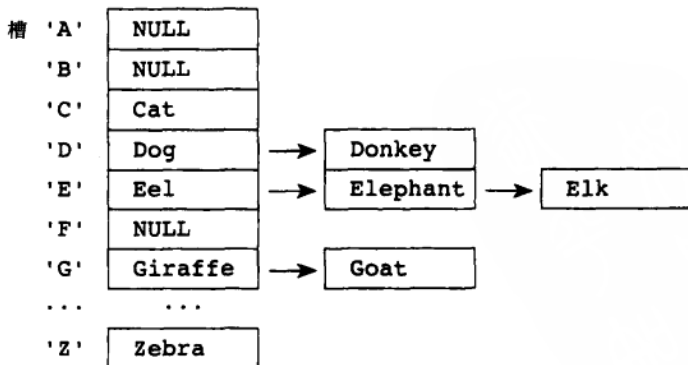 槽 'A' NULL
'B' NULL
'C' Cat
'D' Dog Donkey
'E' Eel Elephant Elk
'F' NULL
'G' Giraffe Goat
... ...
'Z' Zebra